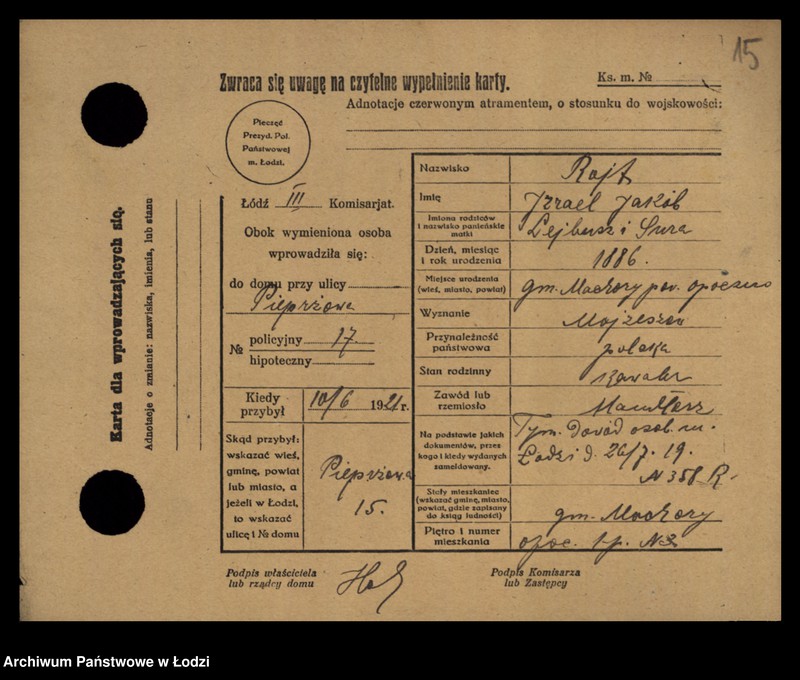 15
Zwraca się uwagę na czytelne wypełnienie karty.
Ks. m. №
Adnotacje czerwonym atramentem, o stosunku do wojskowości:
Pieczęć
Prezyd. Pol.
Państwowej
m. Łodzi.
Karta dla wprowadzających się.
Adnotacje o zmianie: nazwiska, imienia, lub stanu
Łódź III Komisarjat.
Obok wymieniona osoba
wprowadziła się:
do domu przy ulicy
Pieprżowa
№ policyjny 17.
hipoteczny
Kiedy przybył 10/6 1921 r.
Skąd przybył:
wskazać wieś,
gminę, powiat
lub miasto, a
jeżeli w Łodzi,
to wskazać
ulicę i № domu
Pieprżowa
15.
Nazwisko Rajt
Imię Izrael Jakób
Imiona rodziców
i nazwisko panieńskie
matki
Lejbusz i Sura
Dzień, miesiąc
i rok urodzenia
1886.
Miejsce urodzenia
(wieś, miasto, powiat)
gm. Machory pow. opoczno
Wyznanie Mojżeszow
Przynależność
państwowa
polska
Stan rodzinny kawaler
Zawód lub
rzemiosło
Handlarz
Na podstawie jakich
dokumentów, przez
kogo i kiedy wydanych
zameldowany.
Tym. Dowód osob. m.
Łodzi d. 26/7. 19.
N 358 R.
Stały mieszkaniec
(wskazać gminę, miasto,
powiat, gdzie zapisany
do ksiąg ludności)
gm. Machory
opoc.
Piętro i numer
mieszkania
1 p. N
Podpis właściciela
lub rządcy domu
Podpis Komisarza
lub Zastępcy
Archiwum Państwowe w Łodzi